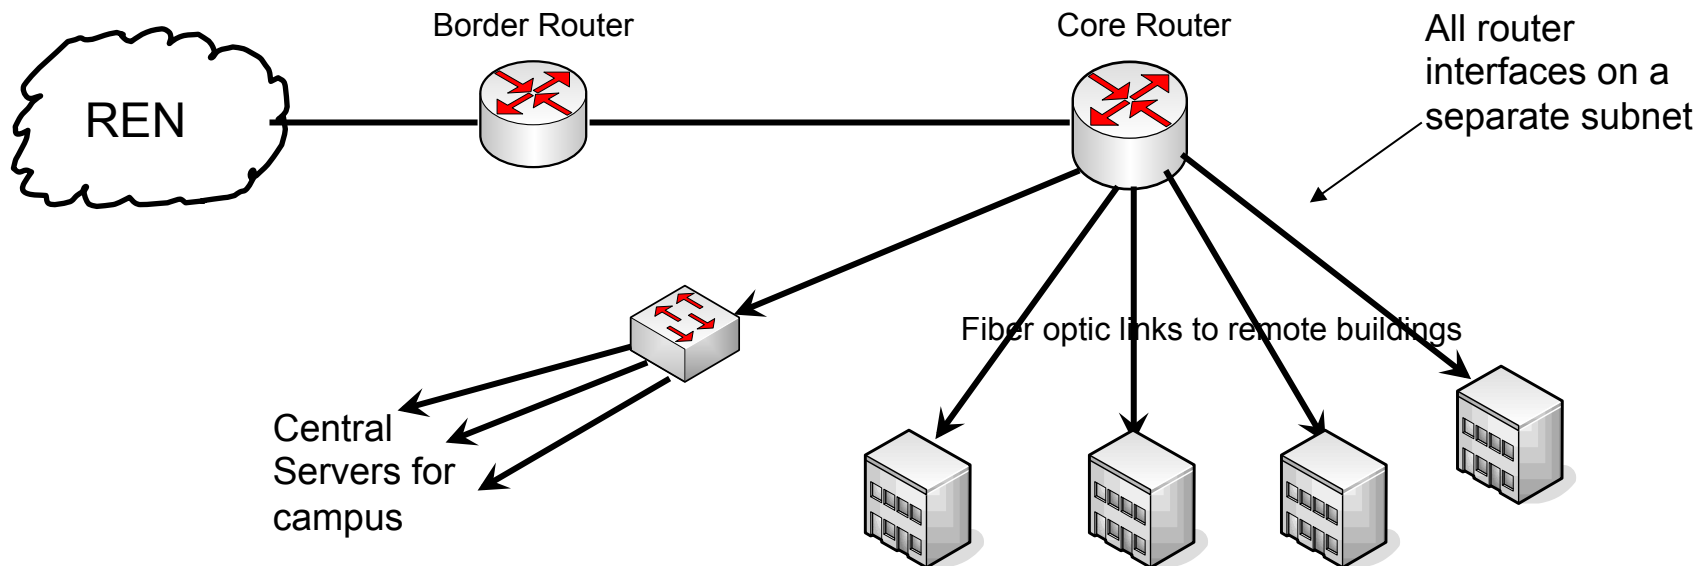 Border Router
Core Router
All router
interfaces on a
separate subnet
REN
Fiber optic links to remote buildings
Central
Servers for
campus